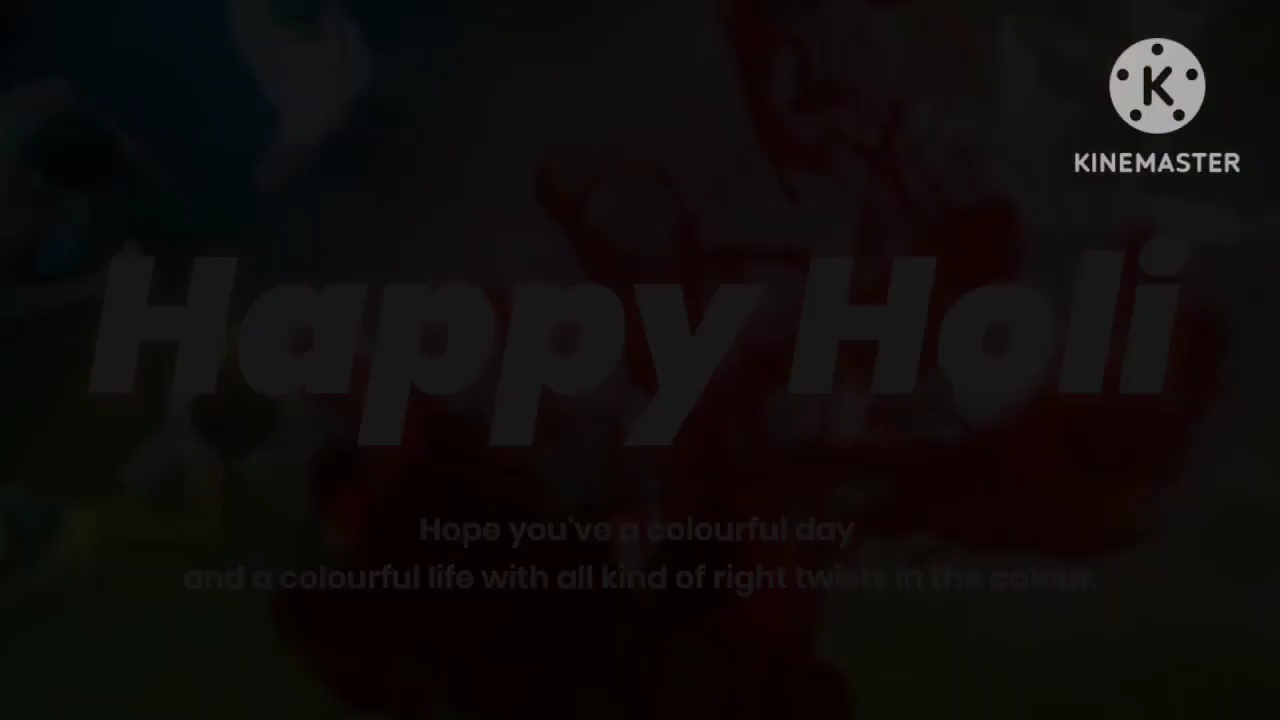 K
KINEMASTER
Happy Holi
Hope you've a colourful day
and a colourful life with all kind of right twists in the colour.